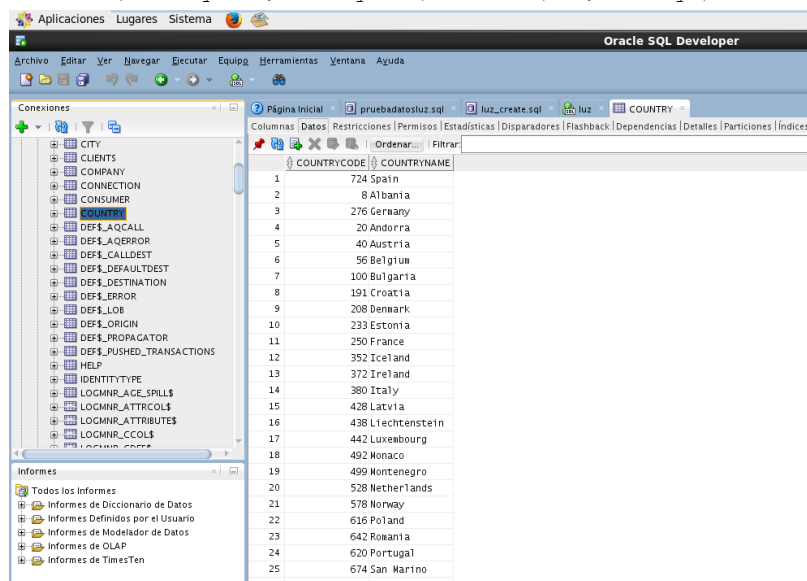 Aplicaciones Lugares Sistema
Oracle SQL Developer
Archivo Editar Ver Navegar Ejecutar Equipo Herramientas Ventana Ayuda
Conexiones
CITY
CLIENTS
COMPANY
CONNECTION
CONSUMER
COUNTRY
DEF$_AQCALL
DEF$_AQERROR
DEF$_CALLDEST
DEF$_DEFAULTDEST
DEF$_DESTINATION
DEF$_ERROR
DEF$_LOB
DEF$_ORIGIN
DEF$_PROPAGATOR
DEF$_PUSHED_TRANSACTIONS
HELP
IDENTITYTYPE
LOGMNR_AGE_SPILL$
LOGMNR_ATTRCOL$
LOGMNR_ATTRIBUTE$
LOGMNR_CCOL$
Informes
Todos los Informes
Informes de Diccionario de Datos
Informes Definidos por el Usuario
Informes de Modelador de Datos
Informes de OLAP
Informes de TimesTen
Página Inicial pruebadatosluz.sql luz_create.sql luz COUNTRY
Columnas Datos Restricciones Permisos Estadísticas Disparadores Flashback Dependencias Detalles Particiones Índices
Ordenar... Filtrar:
COUNTRYCODE COUNTRYNAME
1 724 Spain
2 8 Albania
3 276 Germany
4 20 Andorra
5 40 Austria
6 56 Belgium
7 100 Bulgaria
8 191 Croatia
9 208 Denmark
10 233 Estonia
11 250 France
12 352 Iceland
13 372 Ireland
14 380 Italy
15 428 Latvia
16 438 Liechtenstein
17 442 Luxembourg
18 492 Monaco
19 499 Montenegro
20 528 Netherlands
21 578 Norway
22 616 Poland
23 642 Romania
24 620 Portugal
25 674 San Marino